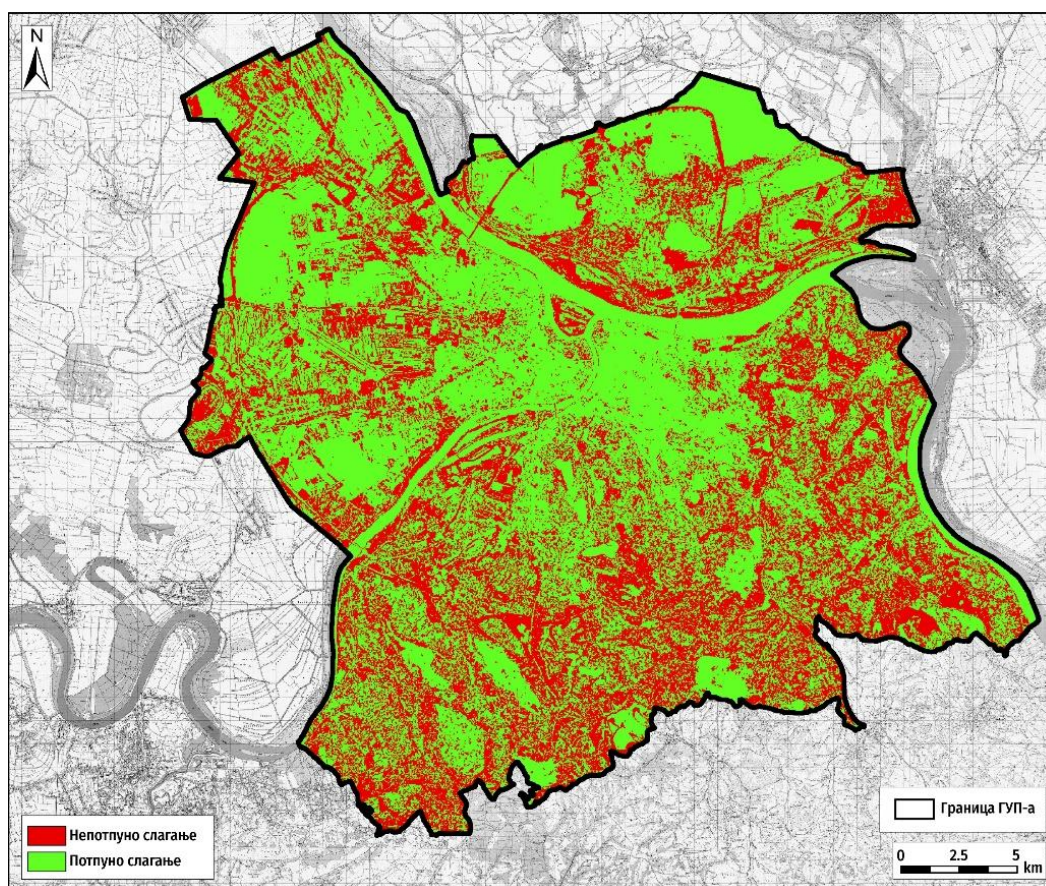 N
Непотпуно слагање
Потпуно слагање
Граница ГУП-а
0 2.5 5
km